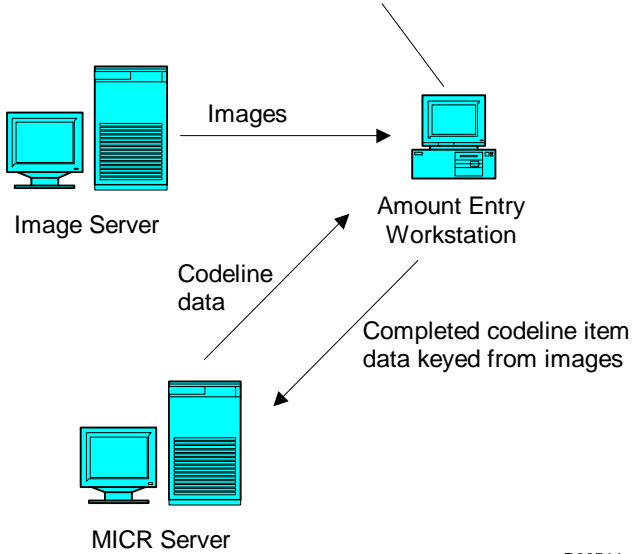 Images
Image Server
Amount Entry
Workstation
Codeline
data
Completed codeline item
data keyed from images
MICR Server